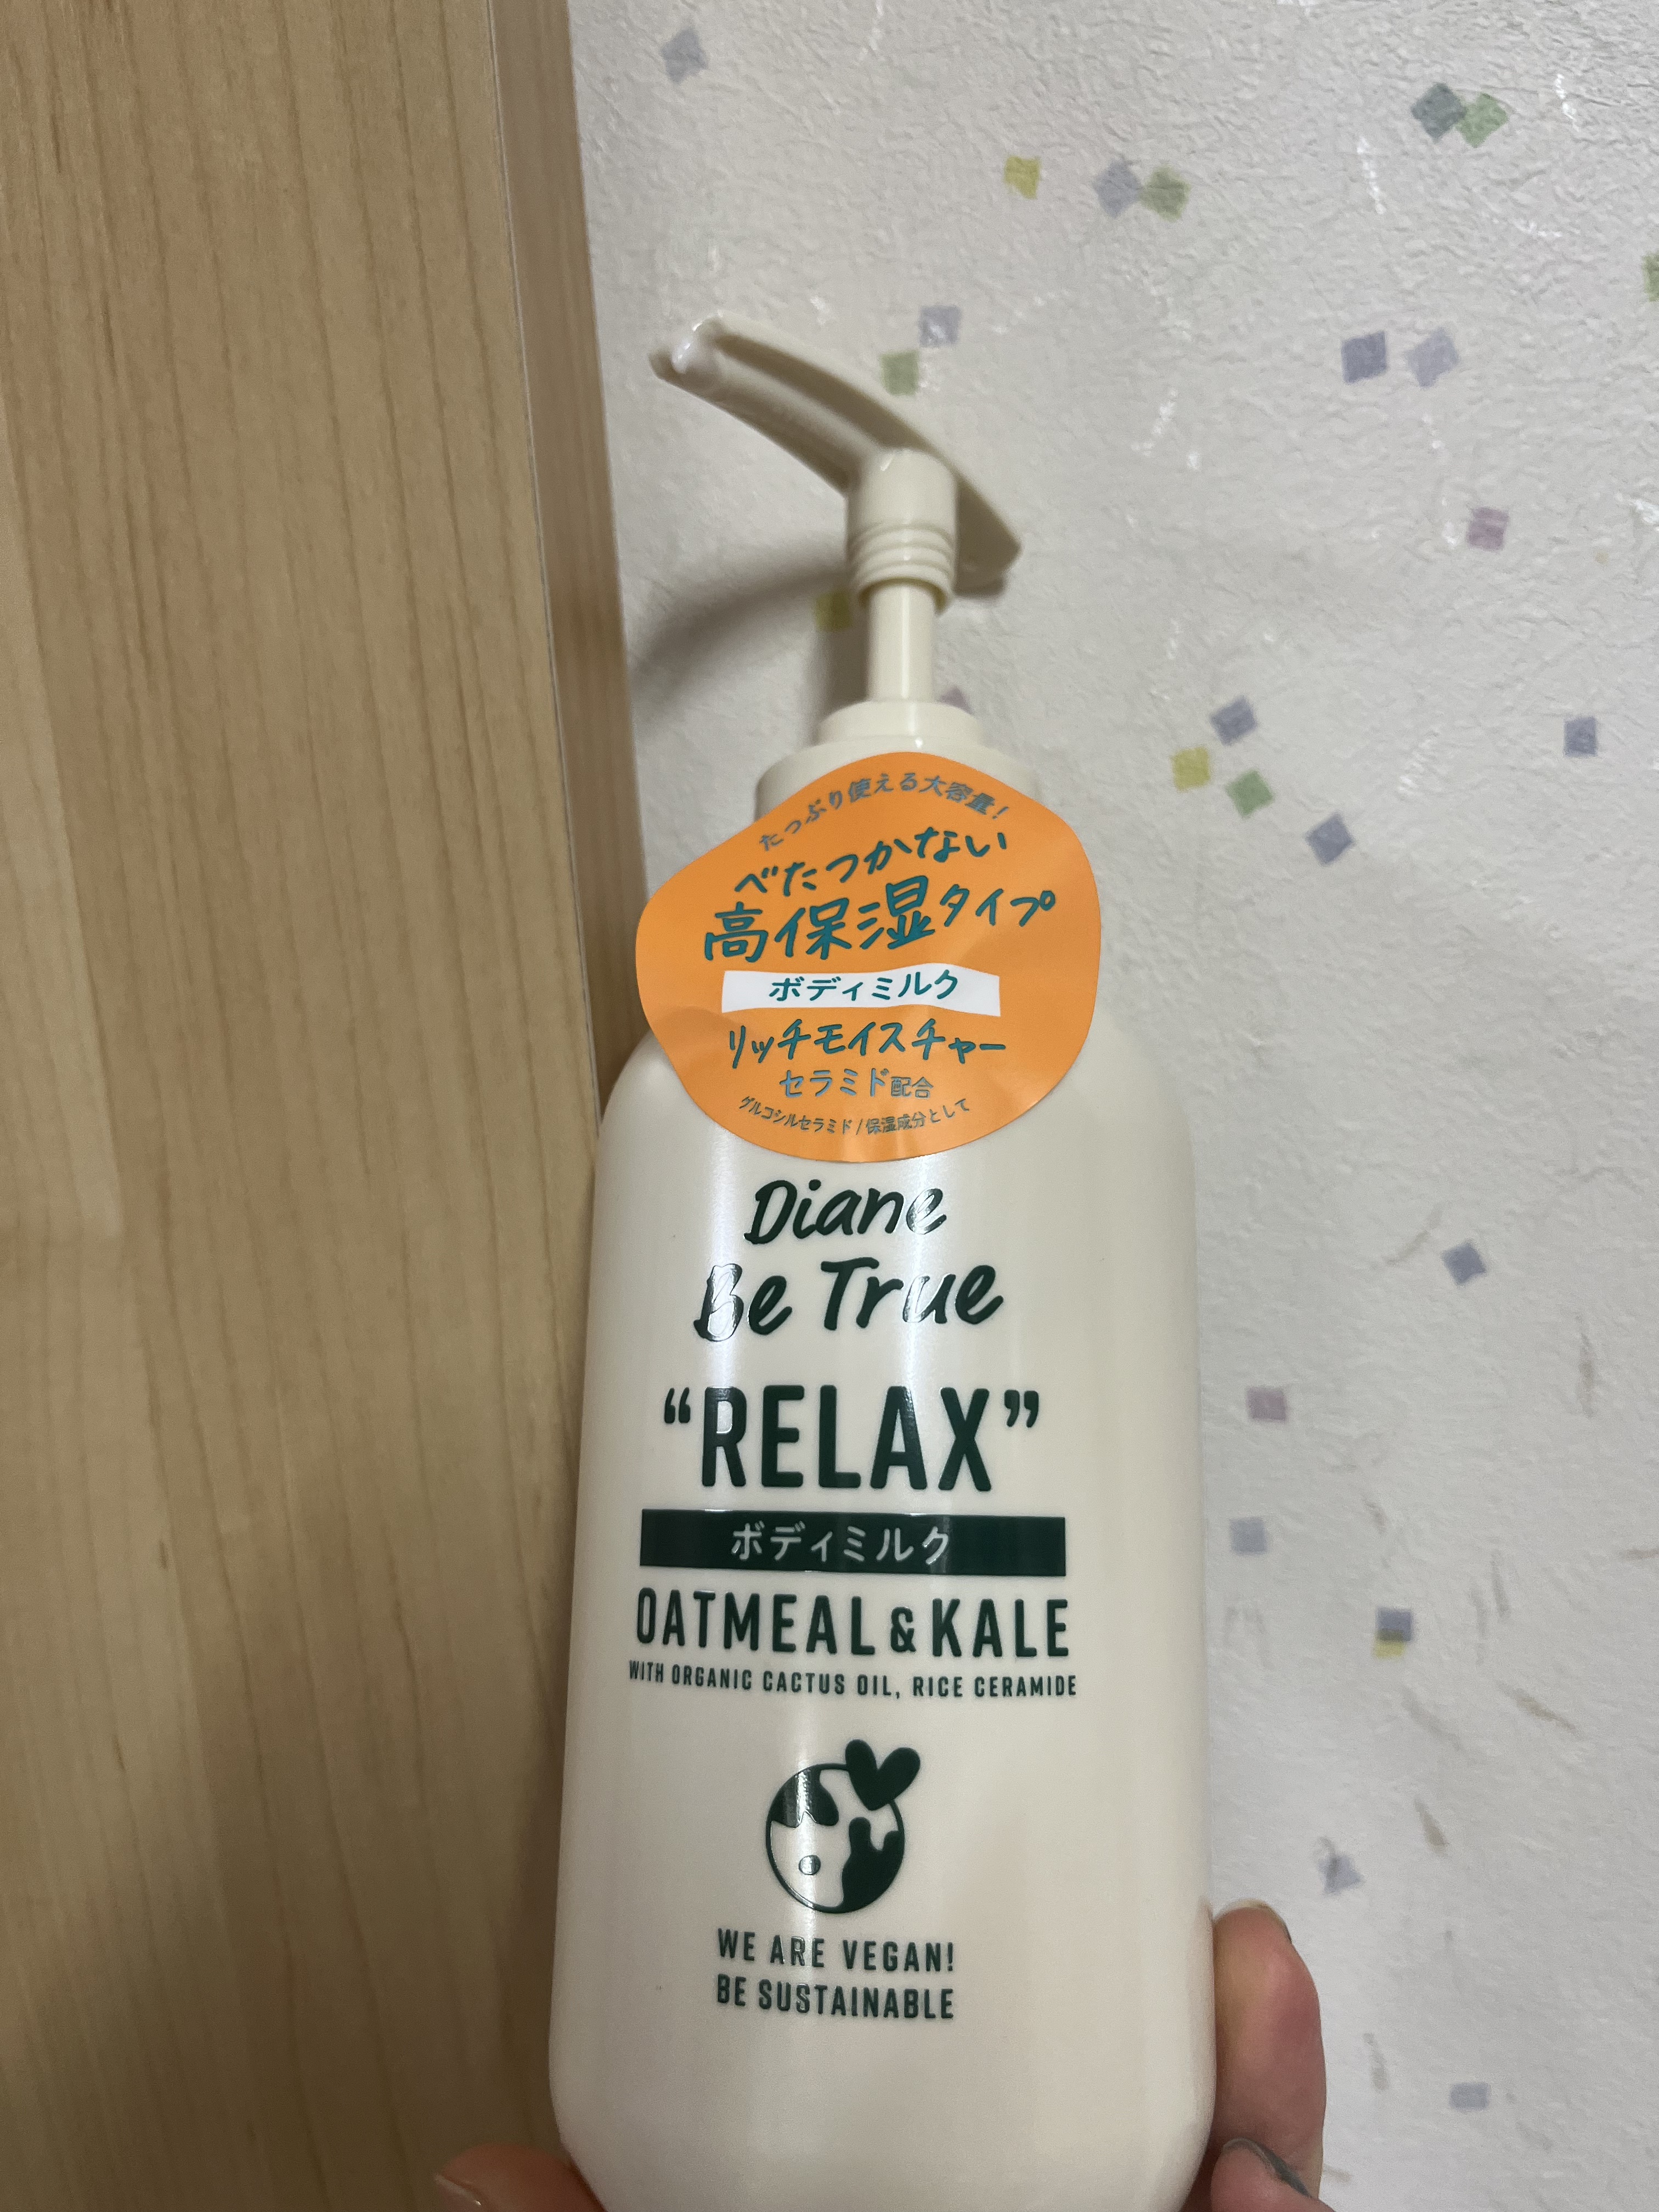 たっぷり使える大容量!
べたつかない
高保湿タイプ
ボディミルク
リッチモイスチャー
セラミド配合
グルコシルセラミド/保湿成分として
Diane
Be True
“RELAX”
ボディミルク
OATMEAL & KALE
WITH ORGANIC CACTUS OIL, RICE CERAMIDE
WE ARE VEGAN!
BE SUSTAINABLE